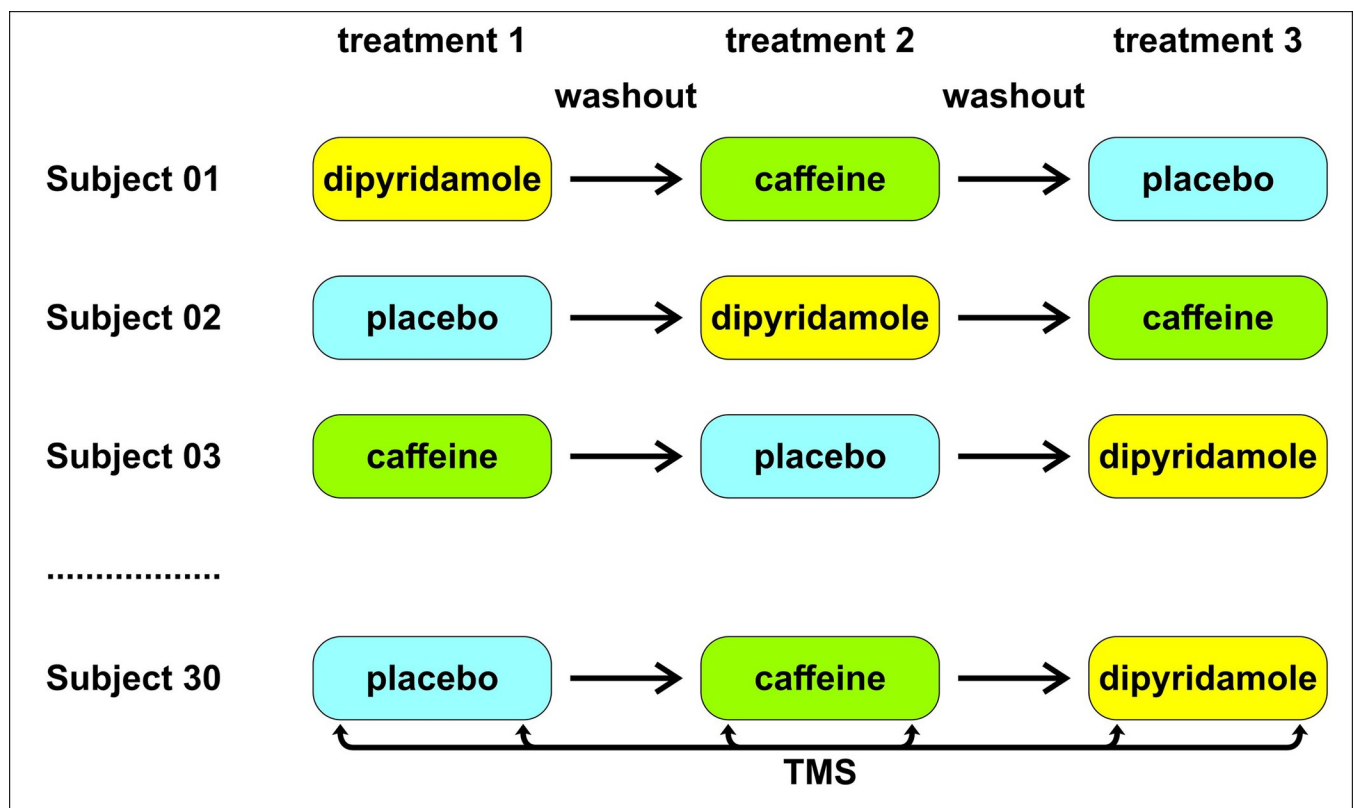 treatment 1 treatment 2 treatment 3
washout washout
Subject 01 dipyridamole caffeine placebo
Subject 02 placebo dipyridamole caffeine
Subject 03 caffeine placebo dipyridamole
..................
Subject 30 placebo caffeine dipyridamole
TMS